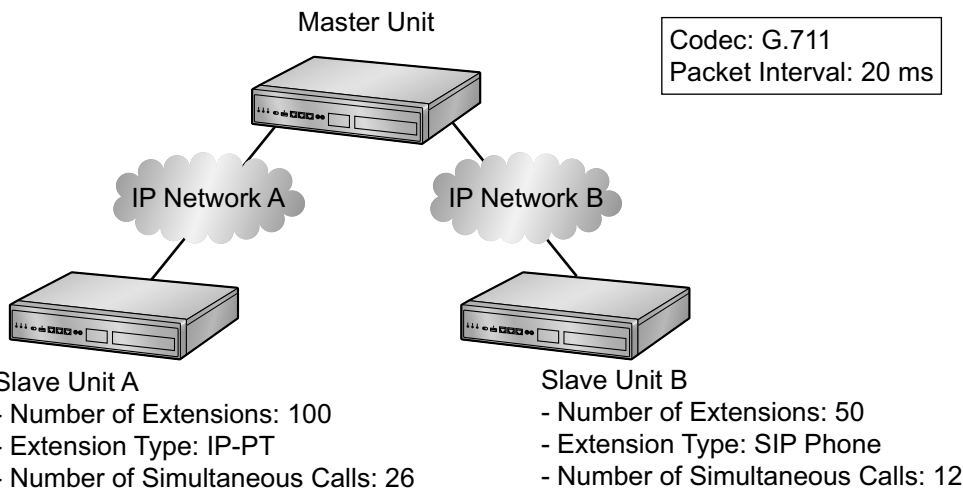 Master Unit
Codec: G.711
Packet Interval: 20 ms
IP Network A
IP Network B
Slave Unit A
- Number of Extensions: 100
- Extension Type: IP-PT
- Number of Simultaneous Calls: 26
Slave Unit B
- Number of Extensions: 50
- Extension Type: SIP Phone
- Number of Simultaneous Calls: 12